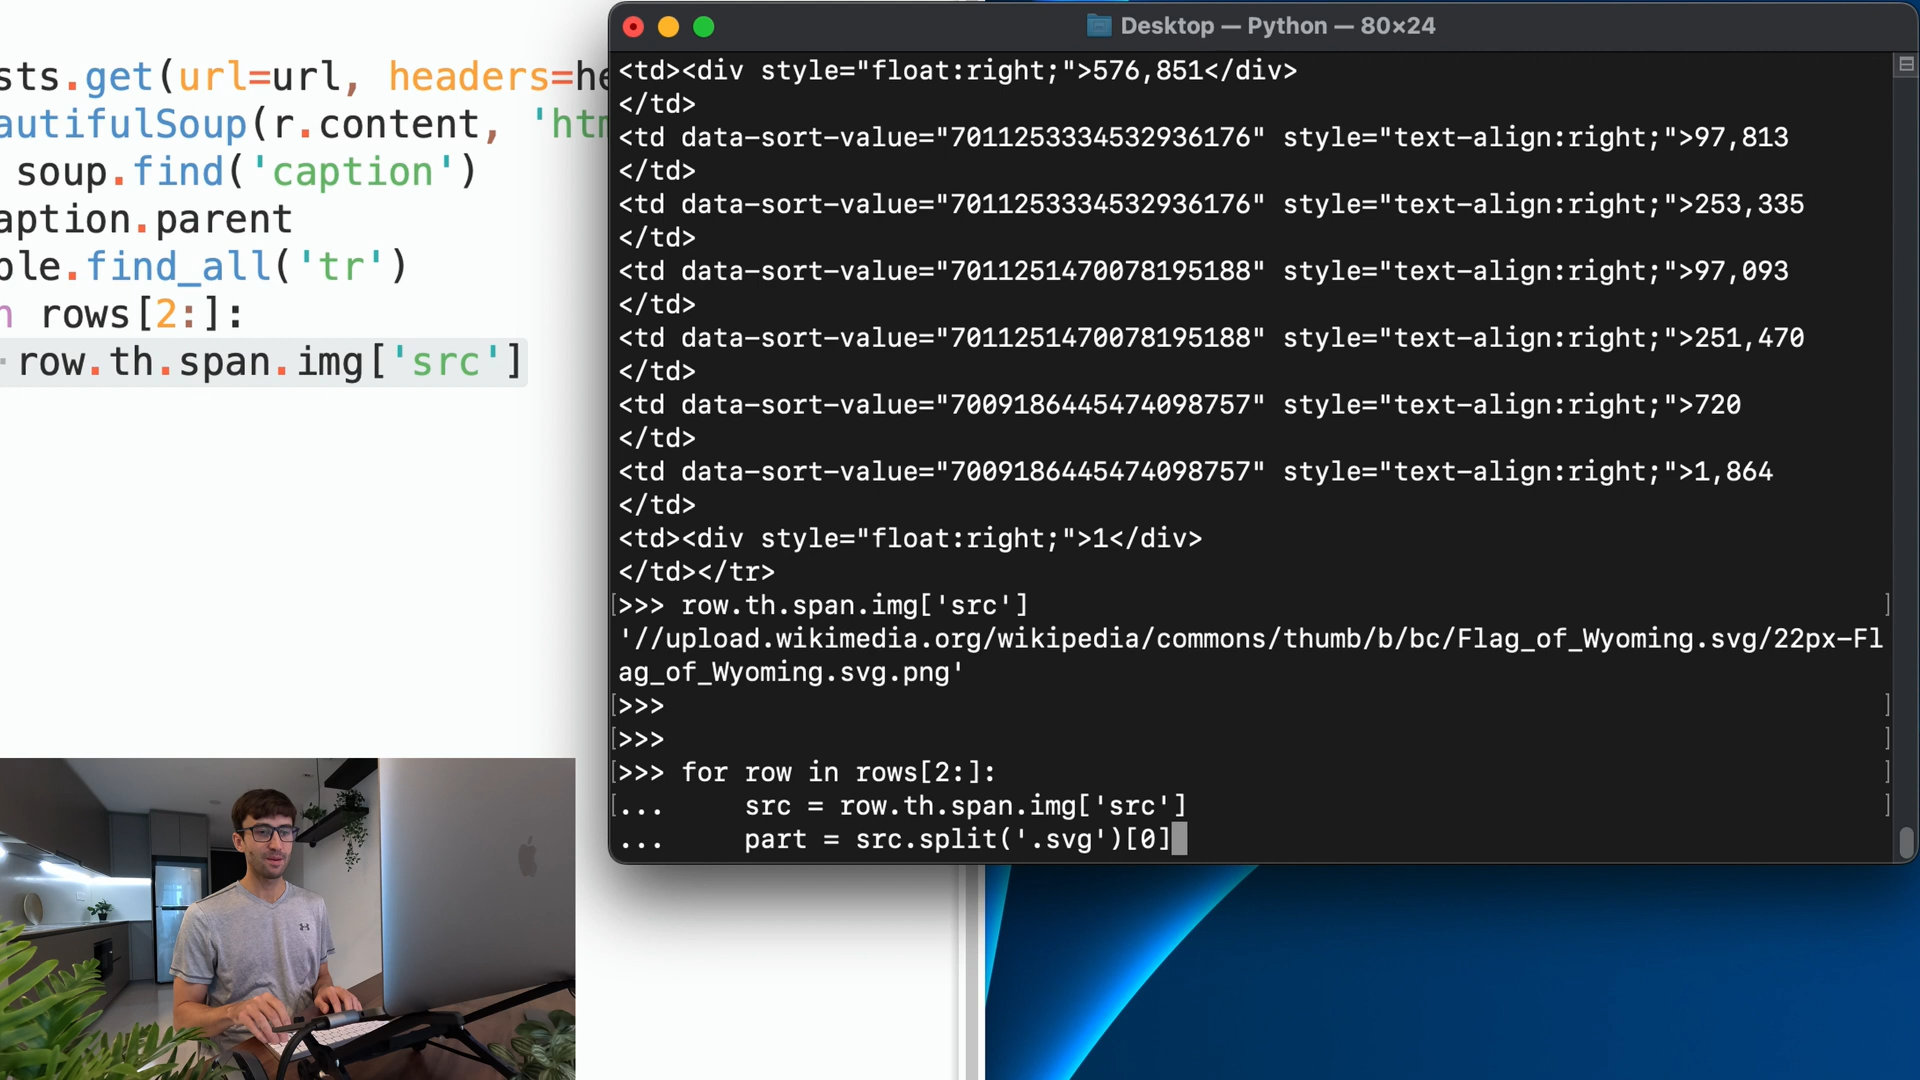 sts.get(url=url, headers=he
autifulSoup(r.content, 'htm
soup.find('caption')
aption.parent
ble.find_all('tr')
n rows[2:]:
row.th.span.img['src']
Desktop — Python — 80×24
<td><div style="float:right;">576,851</div>
</td>
<td data-sort-value="7011253334532936176" style="text-align:right;">97,813
</td>
<td data-sort-value="7011253334532936176" style="text-align:right;">253,335
</td>
<td data-sort-value="7011251470078195188" style="text-align:right;">97,093
</td>
<td data-sort-value="7011251470078195188" style="text-align:right;">251,470
</td>
<td data-sort-value="7009186445474098757" style="text-align:right;">720
</td>
<td data-sort-value="7009186445474098757" style="text-align:right;">1,864
</td>
<td><div style="float:right;">1</div>
</td></tr>
[>>> row.th.span.img['src'] ]
'//upload.wikimedia.org/wikipedia/commons/thumb/b/bc/Flag_of_Wyoming.svg/22px-Fl
ag_of_Wyoming.svg.png'
[>>> ]
[>>> ]
[>>> for row in rows[2:]: ]
[... src = row.th.span.img['src'] ]
... part = src.split('.svg')[0]